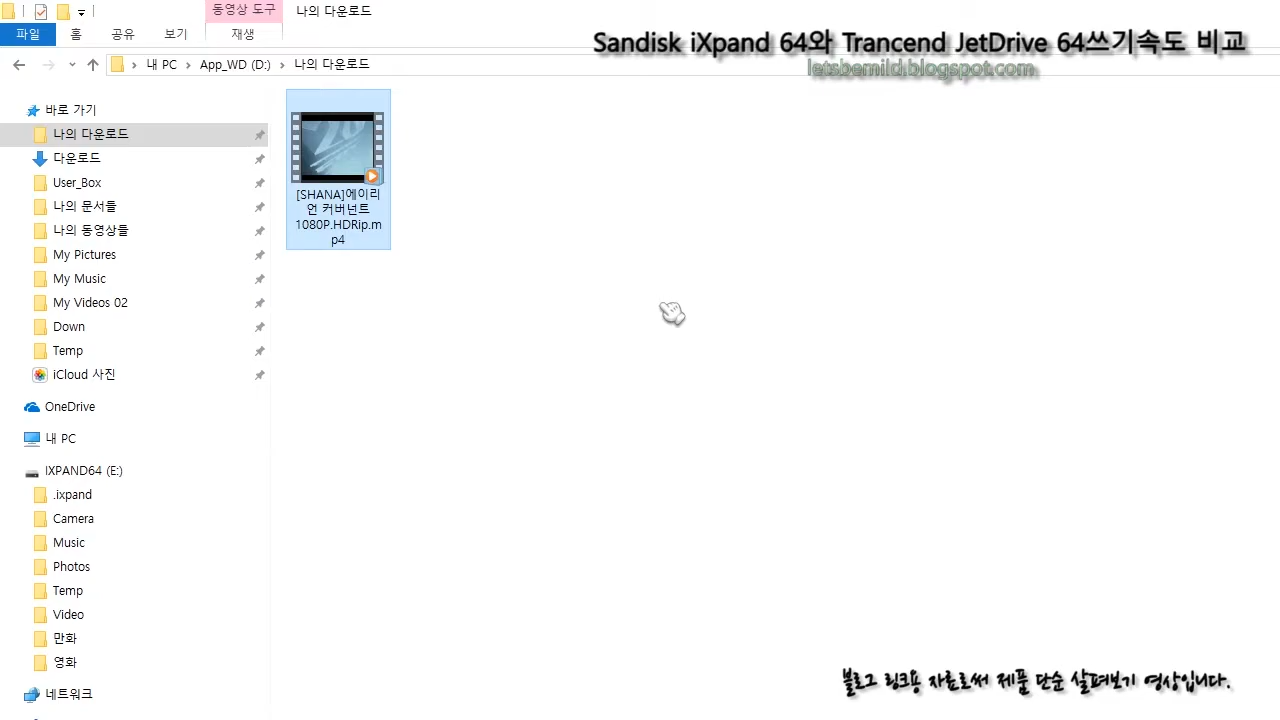 동영상 도구
나의 다운로드
파일
홈
공유
보기
재생
Sandisk iXpand 64와 Trancend JetDrive 64쓰기속도 비교
letsbemild.blogspot.com
내 PC
App_WD (D:)
나의 다운로드
바로 가기
나의 다운로드
다운로드
User_Box
나의 문서들
나의 동영상들
My Pictures
My Music
My Videos 02
Down
Temp
iCloud 사진
OneDrive
내 PC
IXPAND64 (E:)
.ixpand
Camera
Music
Photos
Temp
Video
만화
영화
네트워크
[SHANA]에이리
언 커버넌트
1080P.HDRip.m
p4
블로그 링크용 자료로써 제품 단순 살펴보기 영상입니다.